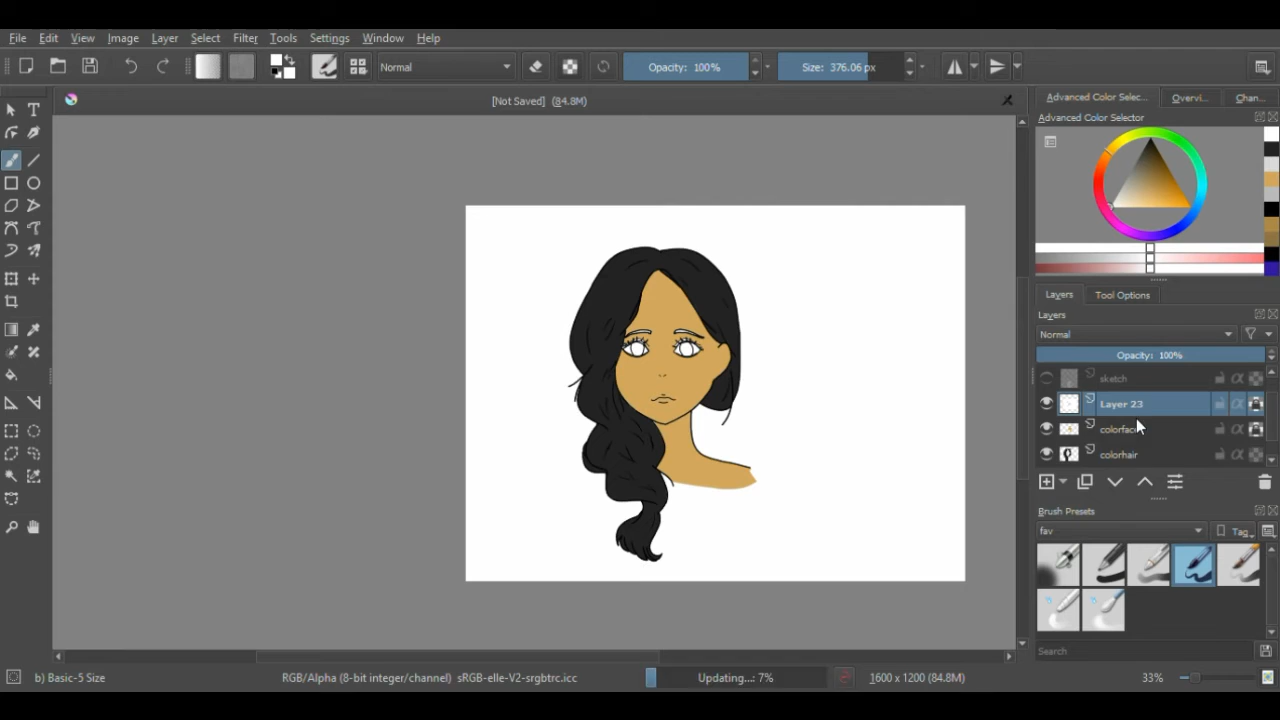 File Edit View Image Layer Select Filter Tools Settings Window Help
Normal Opacity: 100% Size: 376.06 px
[Not Saved] (84.8M)
Advanced Color Selec... Overvi... Chan...
Advanced Color Selector
Layers Tool Options
Layers
Normal
Opacity: 100%
sketch
Layer 23
colorfac
colorhair
Brush Presets
fav Tag
Search
b) Basic-5 Size RGB/Alpha (8-bit integer/channel) sRGB-elle-V2-srgbtrc.icc Updating...: 7% 1600 x 1200 (84.8M) 33%